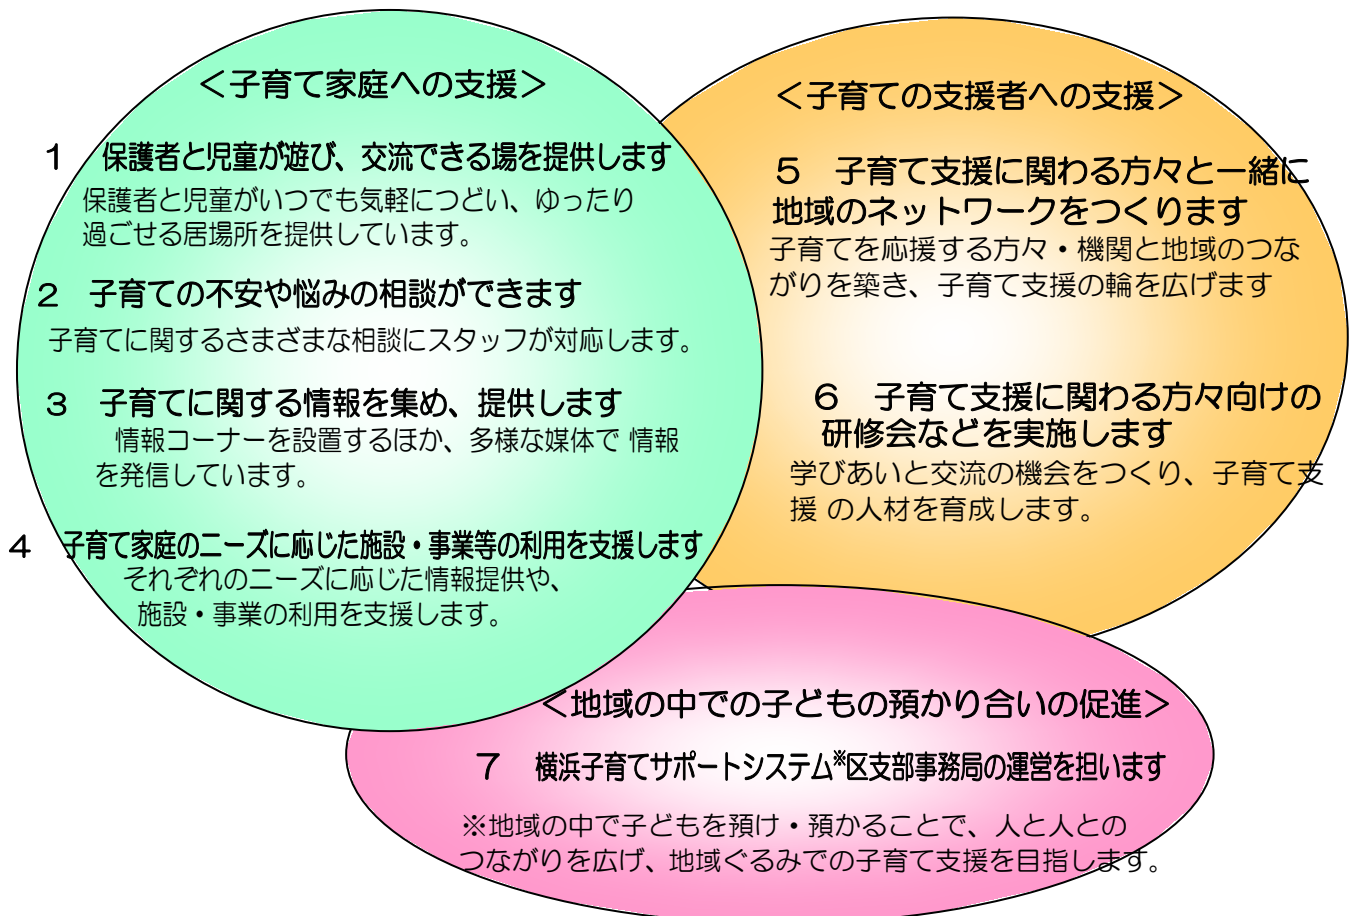 ＜子育て家庭への支援＞
１　保護者と児童が遊び、交流できる場を提供します
保護者と児童がいつでも気軽につどい、ゆったり
過ごせる居場所を提供しています。
２　子育ての不安や悩みの相談ができます
子育てに関するさまざまな相談にスタッフが対応します。
３　子育てに関する情報を集め、提供します
情報コーナーを設置するほか、多様な媒体で 情報
を発信しています。
４　子育て家庭のニーズに応じた施設・事業等の利用を支援します
それぞれのニーズに応じた情報提供や、
施設・事業の利用を支援します。
＜子育ての支援者への支援＞
５　子育て支援に関わる方々と一緒に
地域のネットワークをつくります
子育てを応援する方々・機関と地域のつな
がりを築き、子育て支援の輪を広げます
６　子育て支援に関わる方々向けの
研修会などを実施します
学びあいと交流の機会をつくり、子育て支
援 の人材を育成します。
＜地域の中での子どもの預かり合いの促進＞
７　横浜子育てサポートシステム※区支部事務局の運営を担います
※地域の中で子どもを預け・預かることで、人と人との
つながりを広げ、地域ぐるみでの子育て支援を目指します。